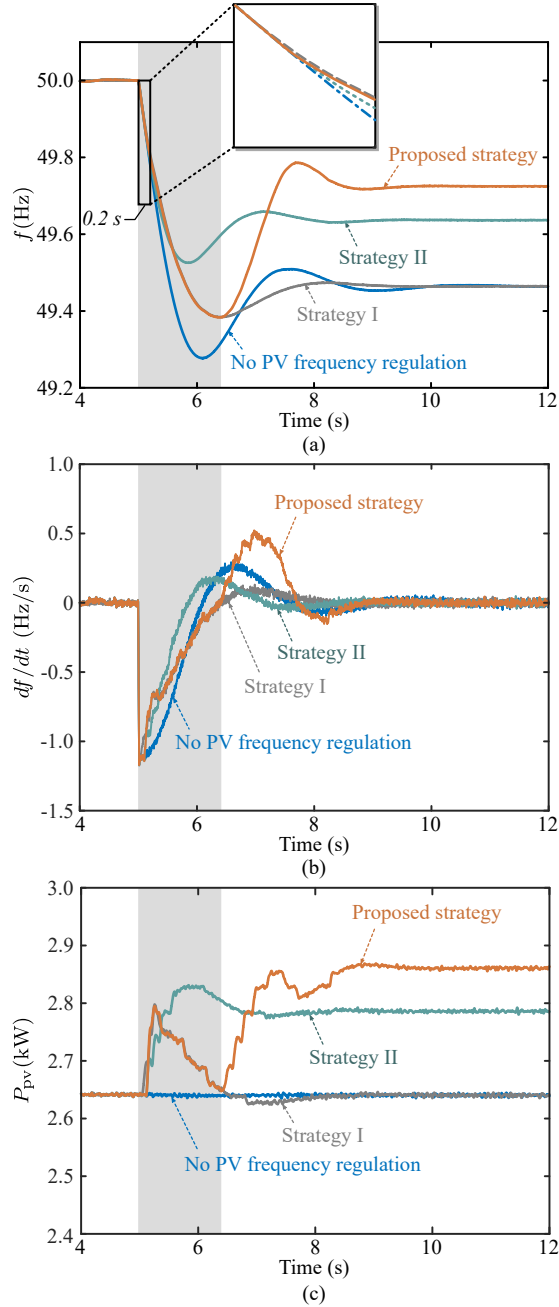 50.0
49.8
49.6
49.4
49.2
f (Hz)
0.2 s
Proposed strategy
Strategy II
Strategy I
No PV frequency regulation
4
6
8
10
12
Time (s)
(a)
1.0
0.5
0
-0.5
-1.0
-1.5
df/dt (Hz/s)
Proposed strategy
Strategy II
Strategy I
No PV frequency regulation
4
6
8
10
12
Time (s)
(b)
3.0
2.9
2.8
2.7
2.6
2.5
2.4
Ppv(kW)
Proposed strategy
Strategy II
Strategy I
No PV frequency regulation
4
6
8
10
12
Time (s)
(c)